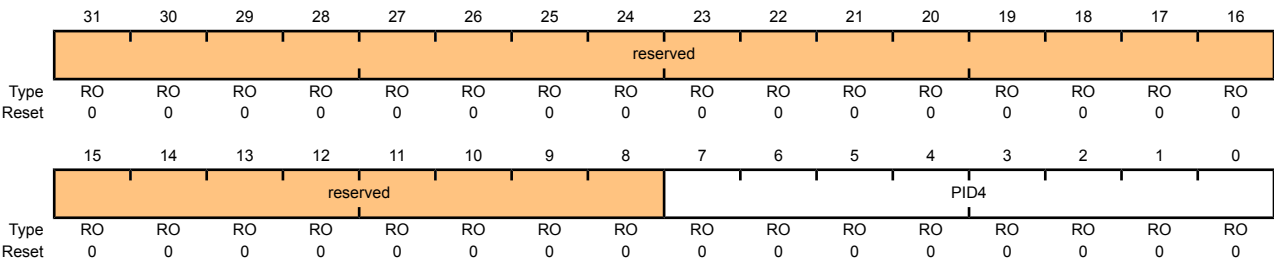 31 30 29 28 27 26 25 24 23 22 21 20 19 18 17 16
reserved
Type RO RO RO RO RO RO RO RO RO RO RO RO RO RO RO RO
Reset 0 0 0 0 0 0 0 0 0 0 0 0 0 0 0 0
15 14 13 12 11 10 9 8 7 6 5 4 3 2 1 0
reserved PID4
Type RO RO RO RO RO RO RO RO RO RO RO RO RO RO RO RO
Reset 0 0 0 0 0 0 0 0 0 0 0 0 0 0 0 0